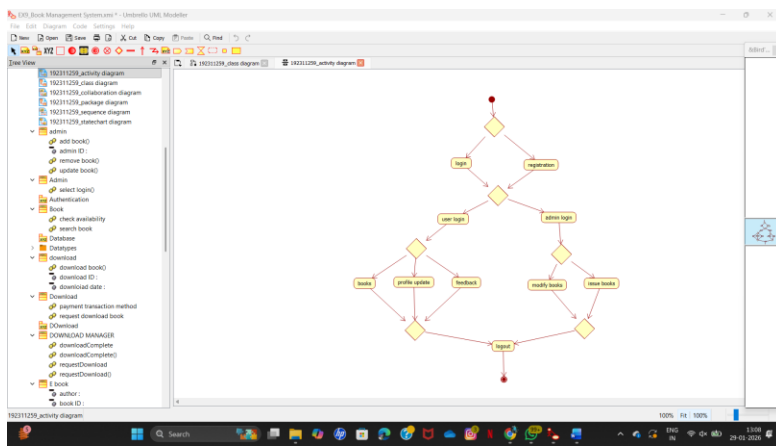 EX9_Book Management System.xmi * - Umbrello UML Modeller
File Edit Diagram Code Settings Help
New Open Save Cut Copy Paste Find
XYZ
Tree View
192311259_class diagram 192311259_activity diagram
192311259_activity diagram
192311259_class diagram
192311259_collaboration diagram
192311259_package diagram
192311259_sequence diagram
192311259_statechart diagram
admin
add book()
admin ID :
remove book()
update book()
Admin
select login()
Authentication
Book
check availability
search book
Database
Datatypes
download
download book()
download ID :
downloiad date :
Download
payment transaction method
request download book
DOwnload
DOWNLOAD MANAGER
downloadComplete
downloadComplete()
requestDownload
requestDownload()
E book
author :
book ID :
login
registration
user login
admin login
books
profile update
feedback
modify books
issue books
logout
192311259_activity diagram
100% Fit 100%
Search
99+
ENG
IN
13:08
29-01-2026